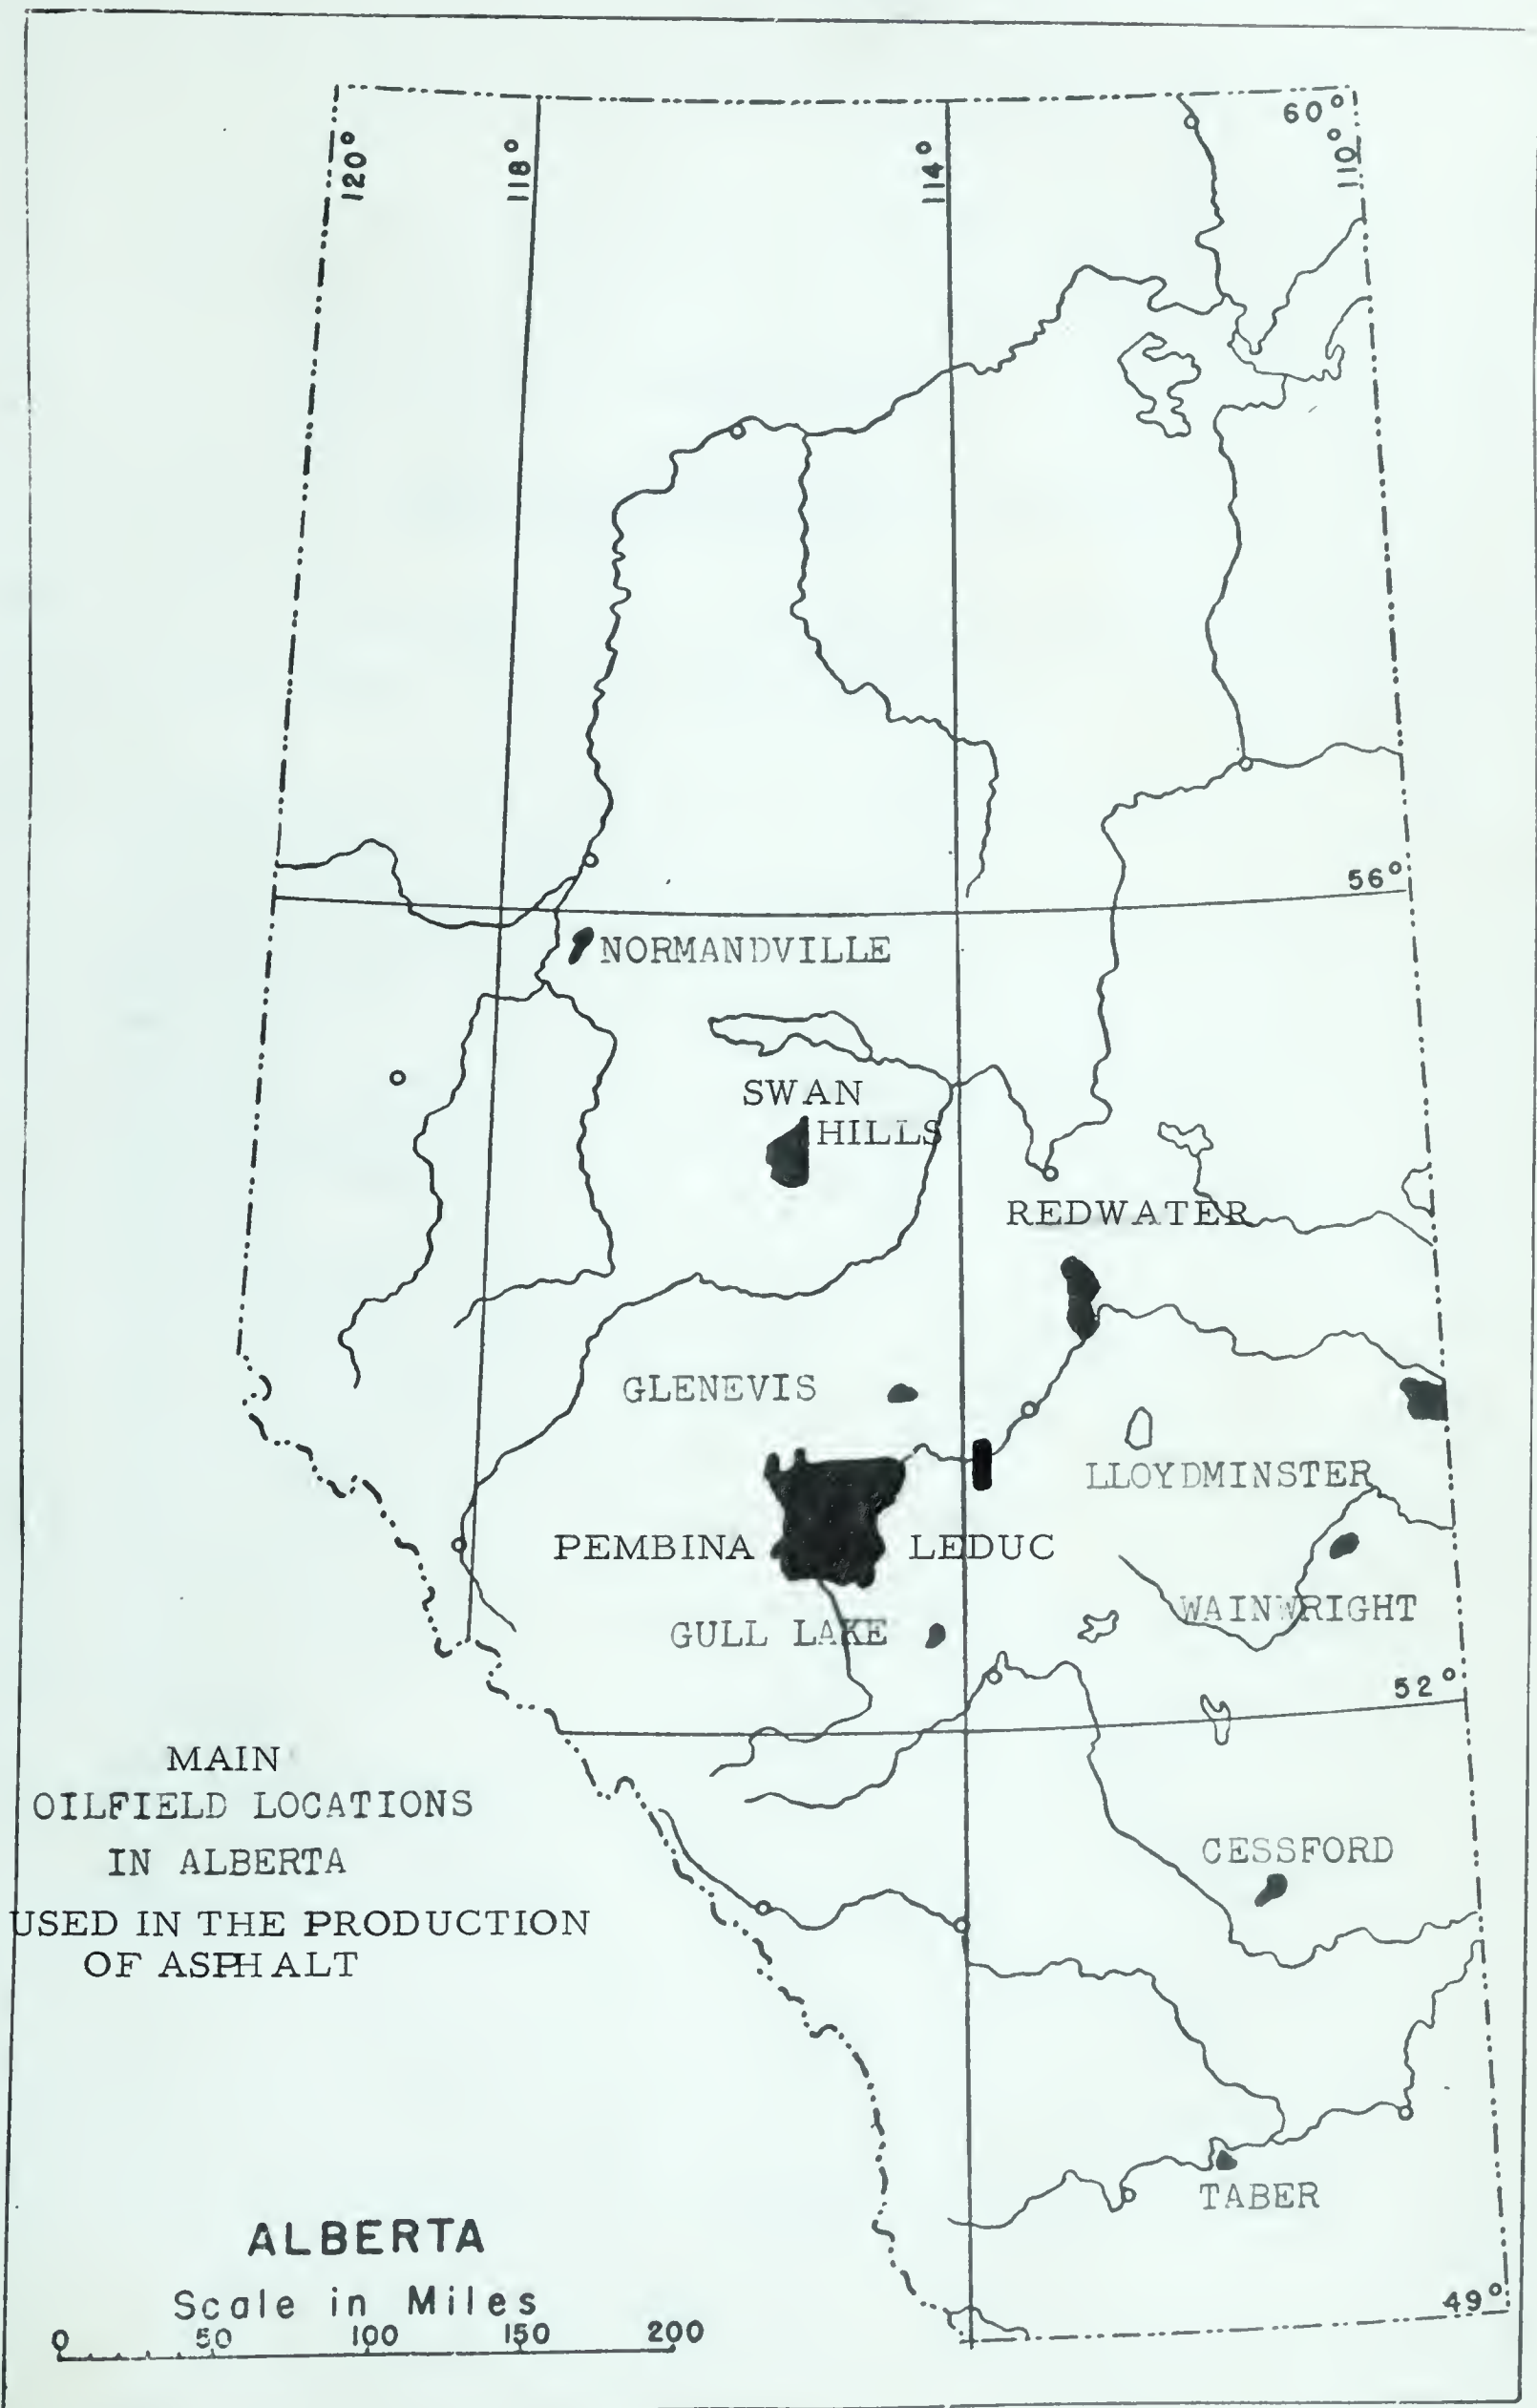 60°
120°
118°
114°
110°
56°
NORMANDVILLE
SWAN
HILLS
REDWATER
GLENEVIS
LLOYDMINSTER
PEMBINA
LEDUC
WAINWRIGHT
GULL LAKE
52°
MAIN
OILFIELD LOCATIONS
IN ALBERTA
USED IN THE PRODUCTION
OF ASPHALT
CESSFORD
TABER
ALBERTA
Scale in Miles
0 50 100 150 200
49°